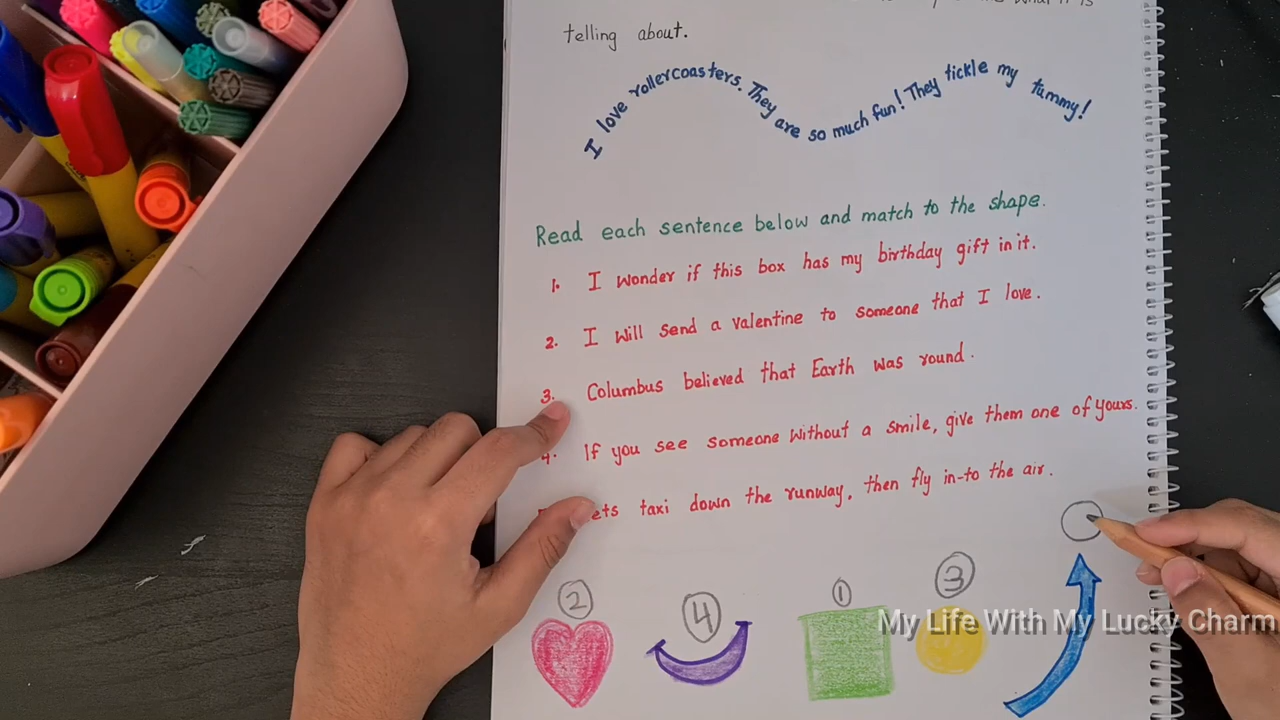 telling about.
I love rollercoasters. They are so much fun! They tickle my tummy!
Read each sentence below and match to the shape.
1. I wonder if this box has my birthday gift in it.
2. I will send a valentine to someone that I love.
3. Columbus believed that Earth was round.
4. If you see someone without a smile, give them one of yours.
ets taxi down the runway, then fly in-to the air.
2 4 1 3
My Life With My Lucky Charm